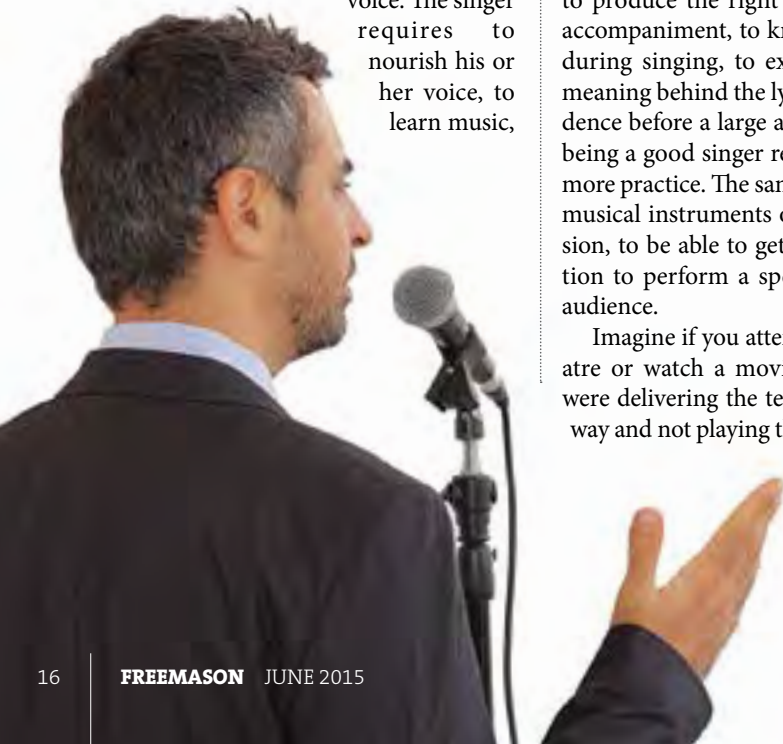 voice. The singer
requires to
nourish his or
her voice, to
learn music,
to produce the right
accompaniment, to kn
during singing, to ex
meaning behind the ly
dence before a large a
being a good singer re
more practice. The san
musical instruments o
sion, to be able to get
tion to perform a spe
audience.
Imagine if you atte
atre or watch a movi
were delivering the te
way and not playing t
16 FREEMASON JUNE 2015